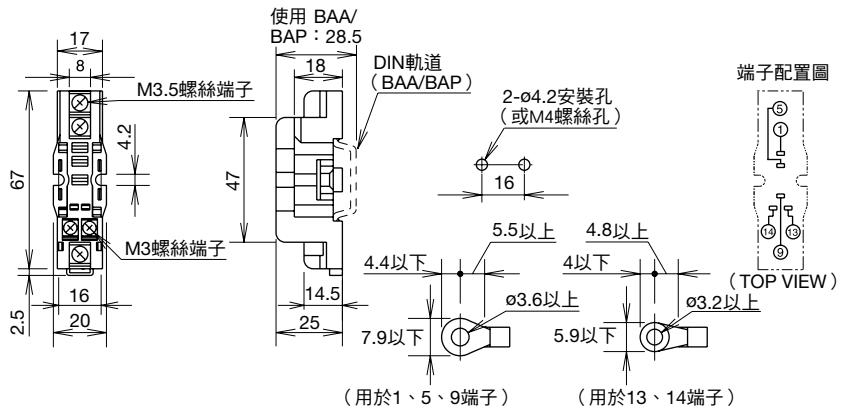 使用 BAA/
BAP：28.5
17
8
M3.5螺絲端子
18
DIN軌道
（BAA/BAP）
端子配置圖
4.2
67
47
2-ø4.2安裝孔
（或M4螺絲孔）
16
5
1
14
13
9
（TOP VIEW）
M3螺絲端子
2.5
16
20
14.5
25
5.5以上
4.4以下
ø3.6以上
7.9以下
（用於1、5、9端子）
4.8以上
4以下
ø3.2以上
5.9以下
（用於13、14端子）